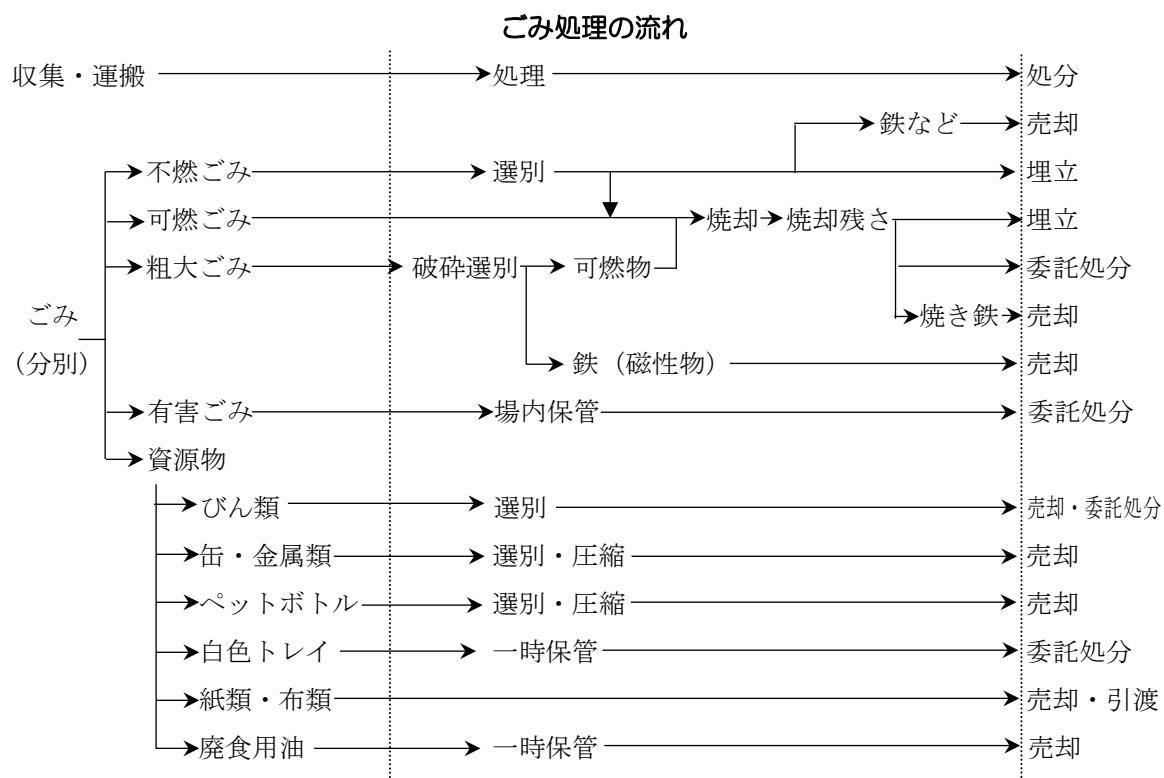 ごみ処理の流れ
収集・運搬 処理 処分
鉄など 売却
不燃ごみ 選別 埋立
可燃ごみ 焼却 焼却残さ 埋立
粗大ごみ 破砕選別 可燃物 委託処分
ごみ 焼き鉄 売却
(分別) 鉄(磁性物) 売却
有害ごみ 場内保管 委託処分
資源物
びん類 選別 売却・委託処分
缶・金属類 選別・圧縮 売却
ペットボトル 選別・圧縮 売却
白色トレイ 一時保管 委託処分
紙類・布類 売却・引渡
廃食用油 一時保管 売却